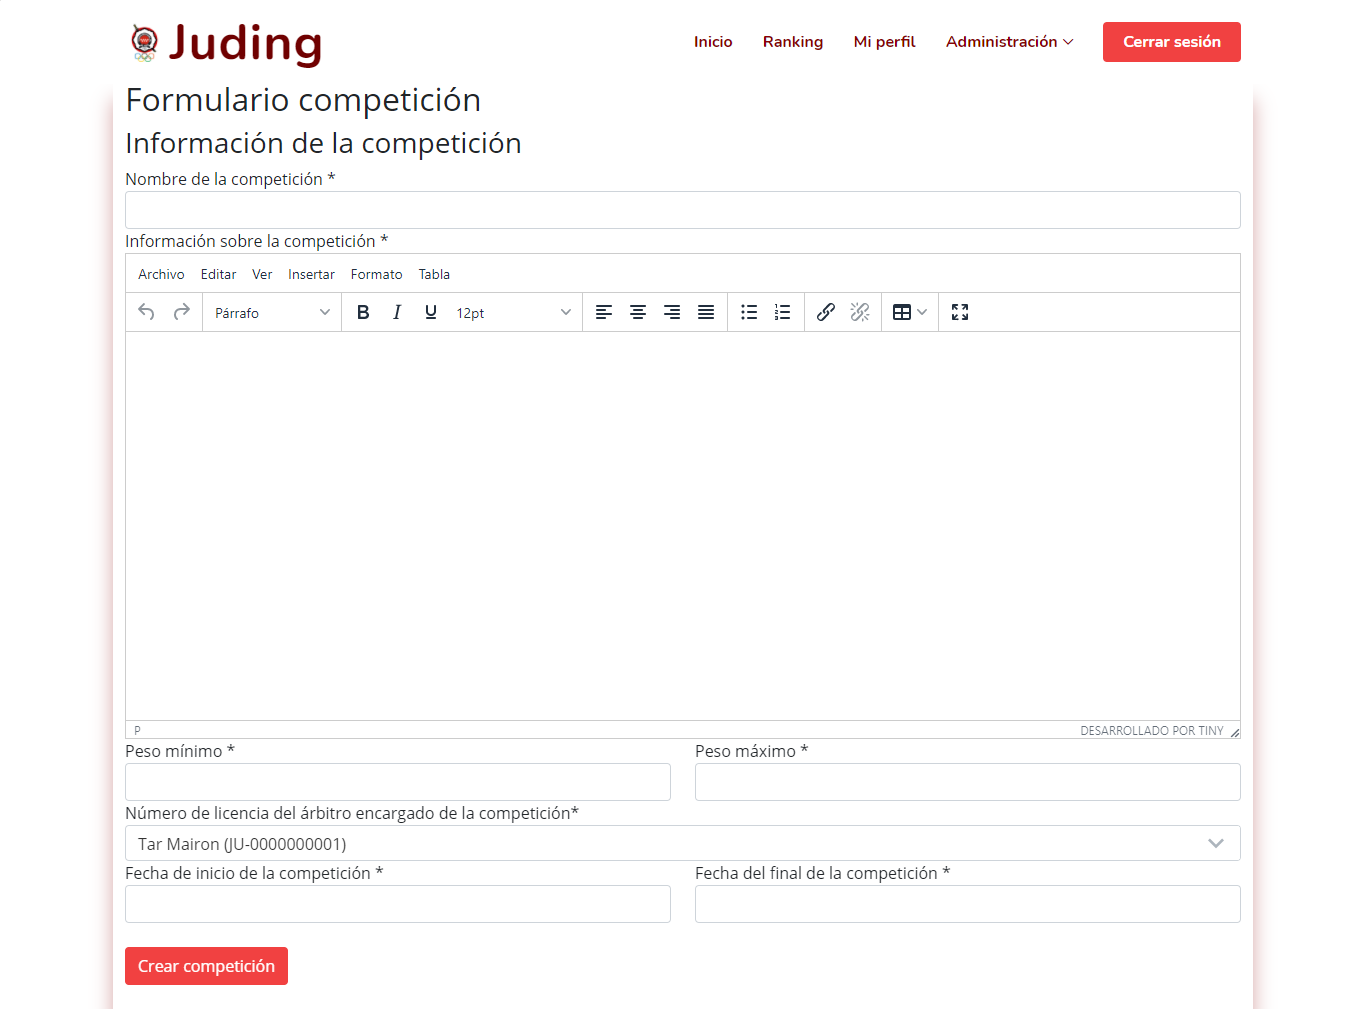 Juding
Inicio Ranking Mi perfil Administración Cerrar sesión
Formulario competición
Información de la competición
Nombre de la competición *
Información sobre la competición *
Archivo Editar Ver Insertar Formato Tabla
Párrafo B I U 12pt
P DESARROLLADO POR TINY
Peso mínimo * Peso máximo *
Número de licencia del árbitro encargado de la competición*
Tar Mairon (JU-0000000001)
Fecha de inicio de la competición * Fecha del final de la competición *
Crear competición